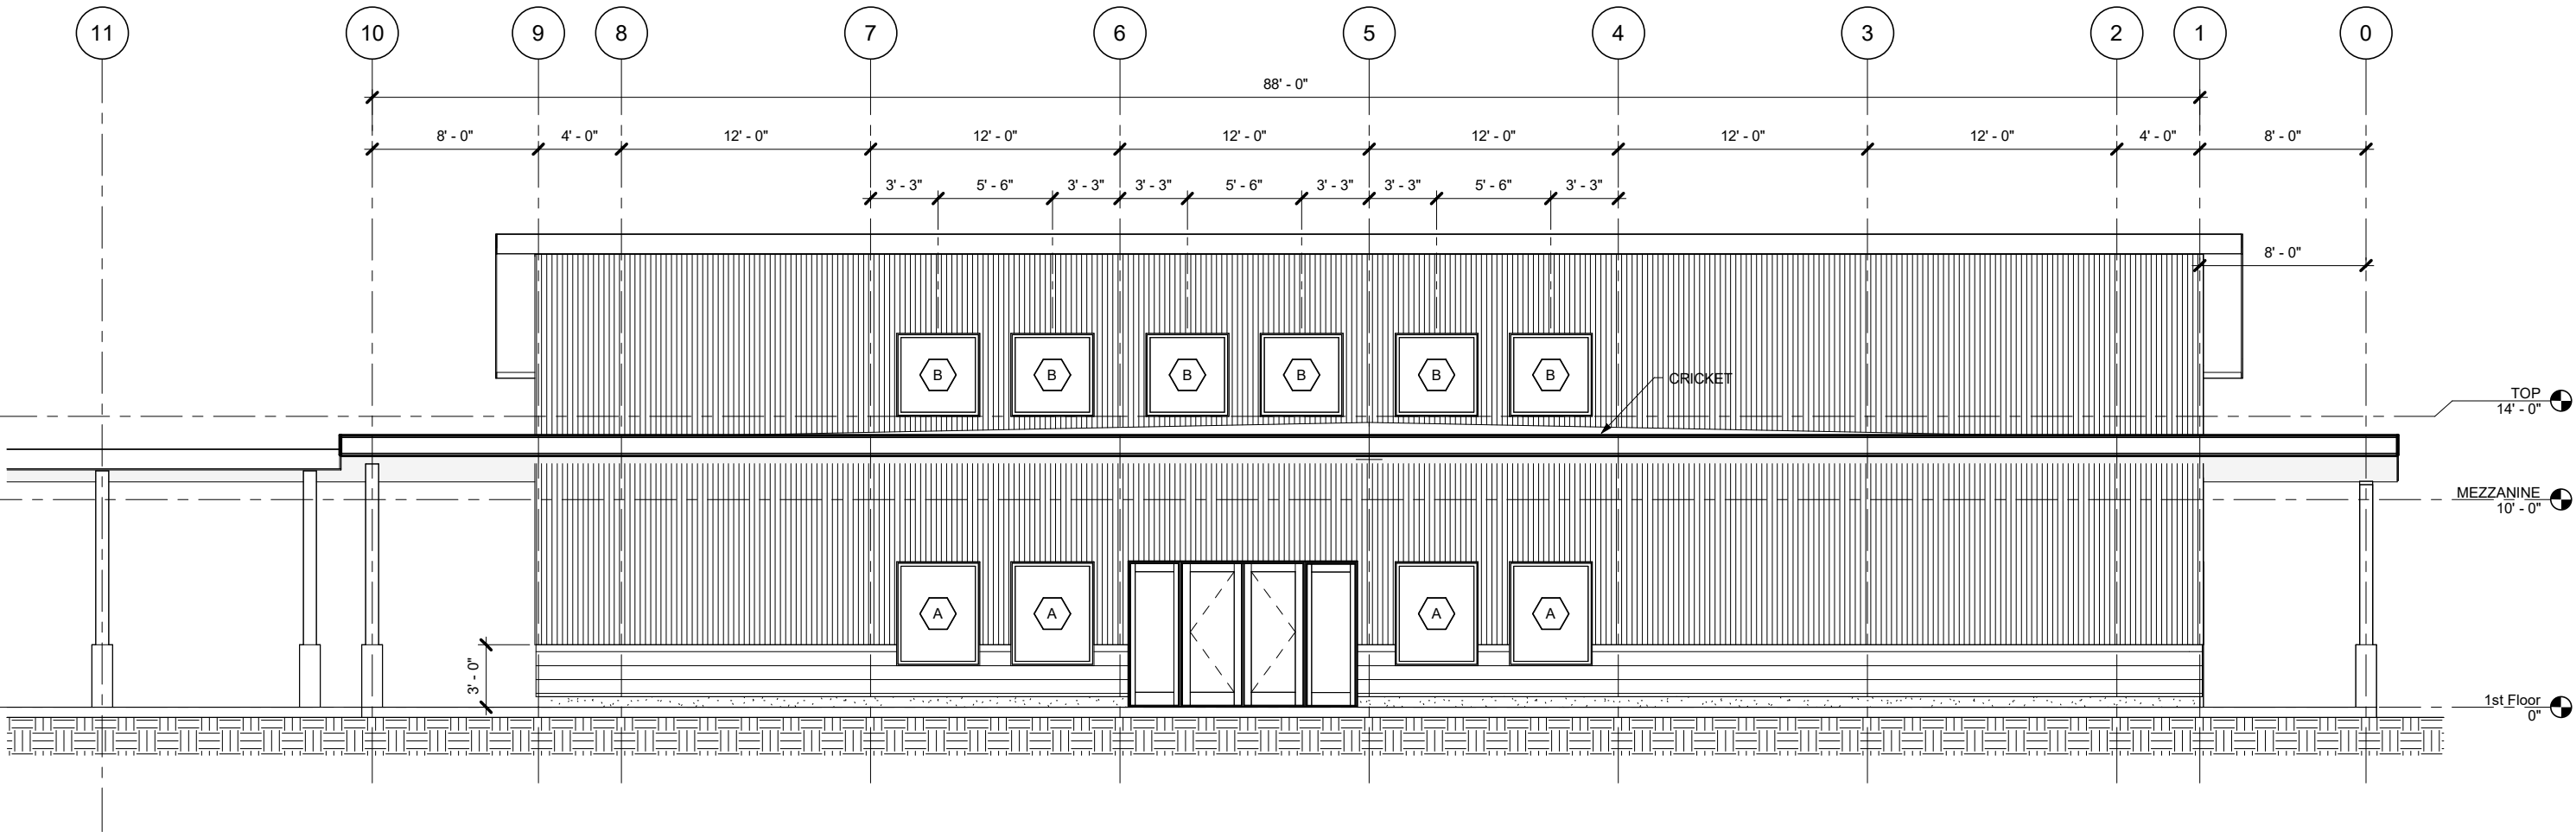 11
10
9
8
7
6
5
4
3
2
1
0
88' - 0"
8' - 0"
4' - 0"
12' - 0"
12' - 0"
12' - 0"
12' - 0"
12' - 0"
12' - 0"
4' - 0"
8' - 0"
3' - 3"
5' - 6"
3' - 3"
3' - 3"
5' - 6"
3' - 3"
3' - 3"
5' - 6"
3' - 3"
8' - 0"
B
B
B
B
B
B
CRICKET
TOP
14' - 0"
MEZZANINE
10' - 0"
A
A
A
A
3' - 0"
1st Floor
0"